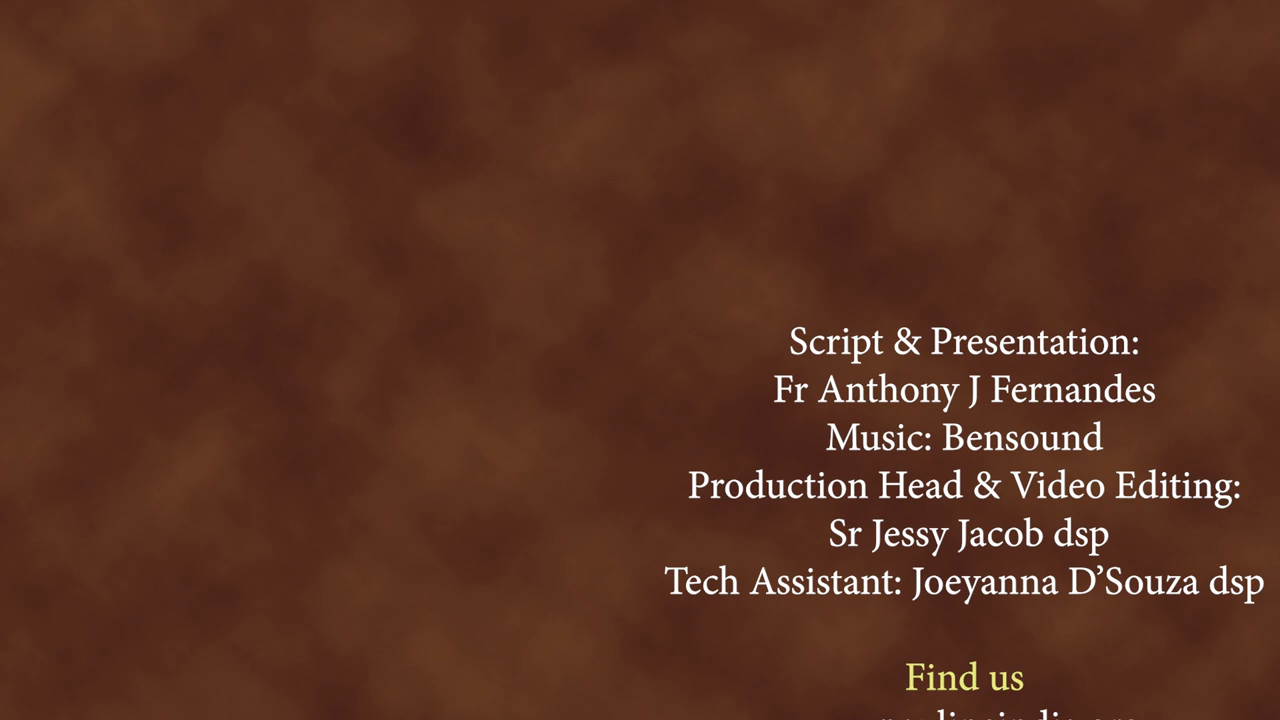 Script & Presentation:
Fr Anthony J Fernandes
Music: Bensound
Production Head & Video Editing:
Sr Jessy Jacob dsp
Tech Assistant: Joeyanna D’Souza dsp
Find us